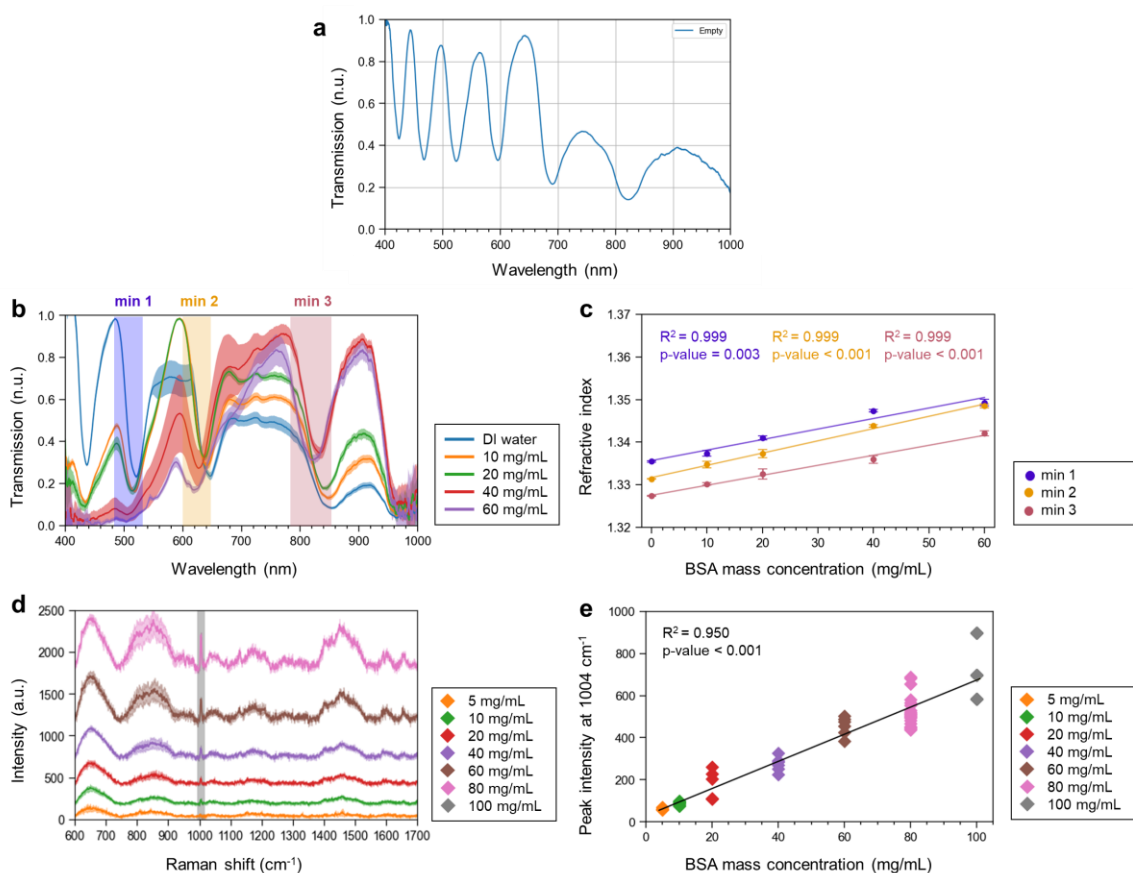 a
Empty
1.0
0.8
0.6
0.4
0.2
0.0
Transmission (n.u.)
400 500 600 700 800 900 1000
Wavelength (nm)
b
min 1 min 2 min 3
1.0
0.8
0.6
0.4
0.2
0.0
Transmission (n.u.)
400 500 600 700 800 900 1000
Wavelength (nm)
DI water
10 mg/mL
20 mg/mL
40 mg/mL
60 mg/mL
c
R² = 0.999 R² = 0.999 R² = 0.999
p-value = 0.003 p-value < 0.001 p-value < 0.001
1.37
1.36
1.35
1.34
1.33
1.32
Refractive index
0 10 20 30 40 50 60
BSA mass concentration (mg/mL)
min 1
min 2
min 3
d
2500
2000
1500
1000
500
0
Intensity (a.u.)
600 700 800 900 1000 1100 1200 1300 1400 1500 1600 1700
Raman shift (cm⁻¹)
5 mg/mL
10 mg/mL
20 mg/mL
40 mg/mL
60 mg/mL
80 mg/mL
100 mg/mL
e
R² = 0.950
p-value < 0.001
1000
800
600
400
200
0
Peak intensity at 1004 cm⁻¹
0 20 40 60 80 100
BSA mass concentration (mg/mL)
5 mg/mL
10 mg/mL
20 mg/mL
40 mg/mL
60 mg/mL
80 mg/mL
100 mg/mL